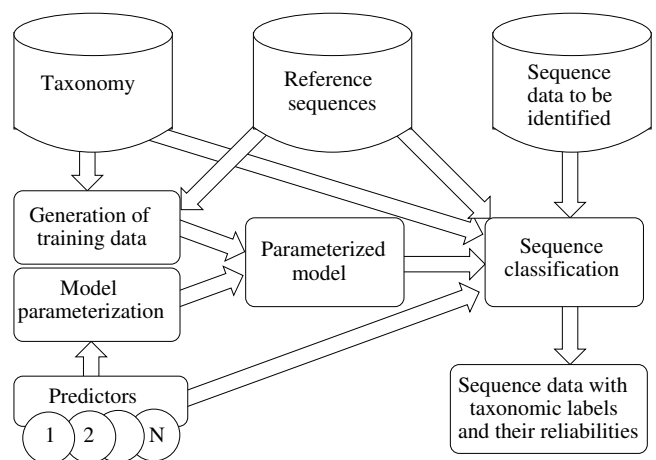 Taxonomy
Reference
sequences
Sequence
data to be
identified
Generation of
training data
Parameterized
model
Sequence
classification
Model
parameterization
Predictors
1 2 N
Sequence data with
taxonomic labels
and their reliabilities